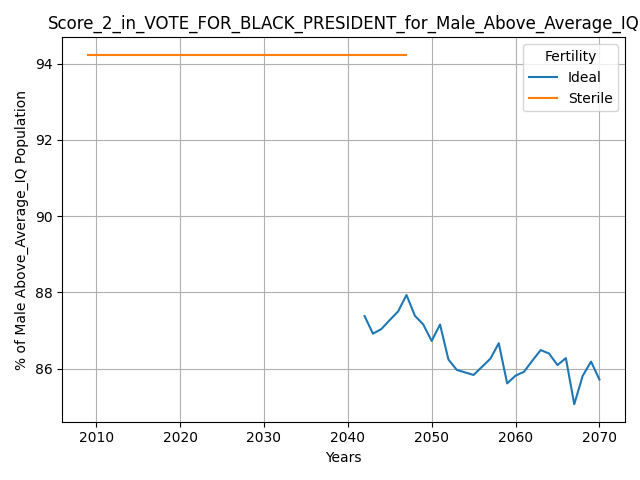 Score_2_in_VOTE_FOR_BLACK_PRESIDENT_for_Male_Above_Average_IQ
Fertility
Ideal
Sterile
% of Male Above_Average_IQ Population
94
92
90
88
86
2010 2020 2030 2040 2050 2060 2070
Years